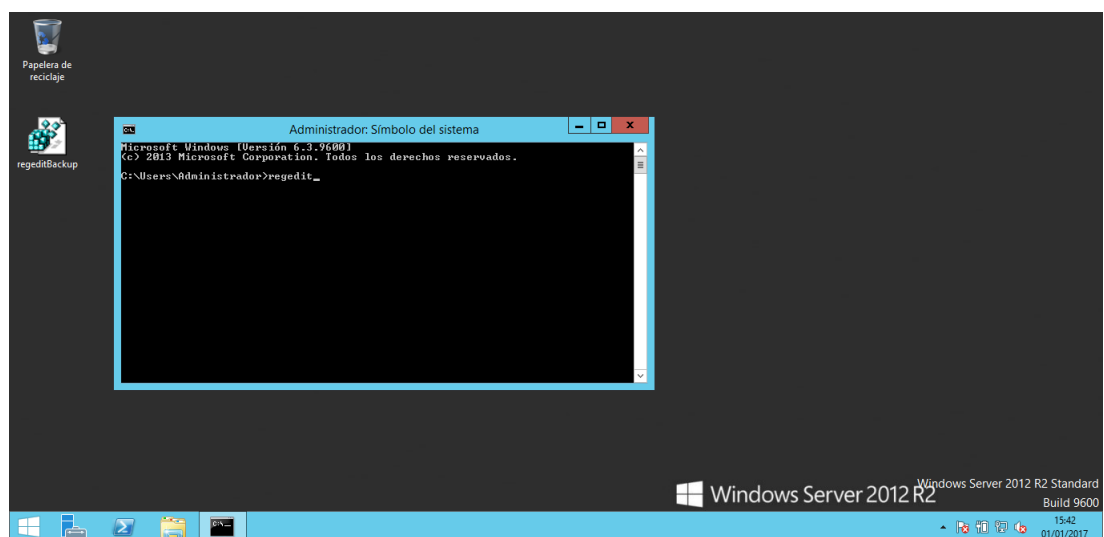 Papelera de
reciclaje
regeditBackup
Administrador: Símbolo del sistema
Microsoft Windows [Versión 6.3.9600]
(c) 2013 Microsoft Corporation. Todos los derechos reservados.
C:\Users\Administrador>regedit_
Windows Server 2012 R2
Windows Server 2012 R2 Standard
Build 9600
15:42
01/01/2017